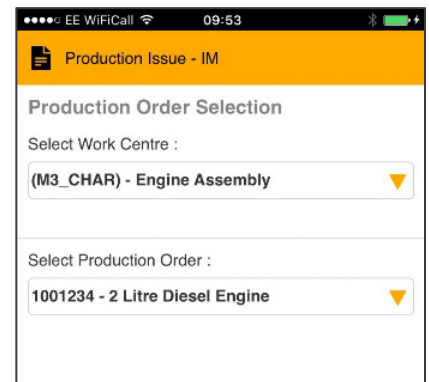 EE WiFiCall 09:53
Production Issue - IM
Production Order Selection
Select Work Centre :
(M3_CHAR) - Engine Assembly
Select Production Order :
1001234 - 2 Litre Diesel Engine